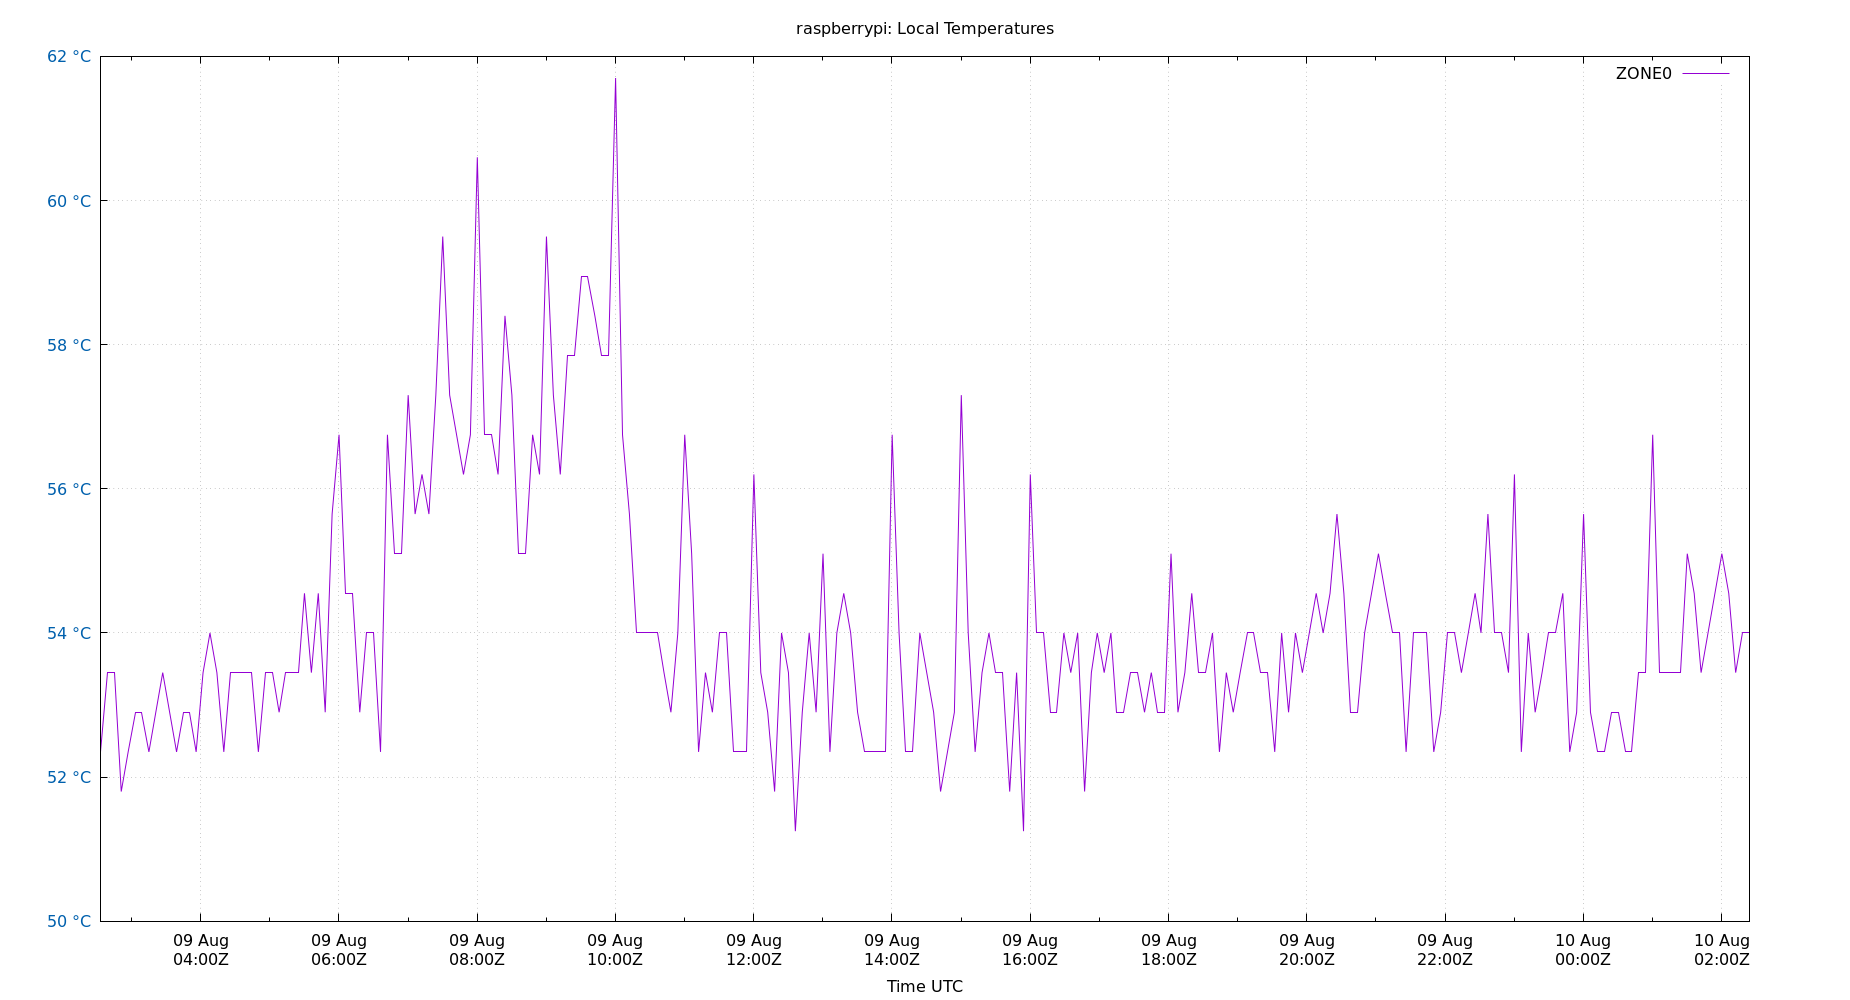 raspberrypi: Local Temperatures
62 °C
60 °C
58 °C
56 °C
54 °C
52 °C
50 °C
ZONE0
09 Aug 09 Aug 09 Aug 09 Aug 09 Aug 09 Aug 09 Aug 09 Aug 09 Aug 09 Aug 10 Aug 10 Aug
04:00Z 06:00Z 08:00Z 10:00Z 12:00Z 14:00Z 16:00Z 18:00Z 20:00Z 22:00Z 00:00Z 02:00Z
Time UTC